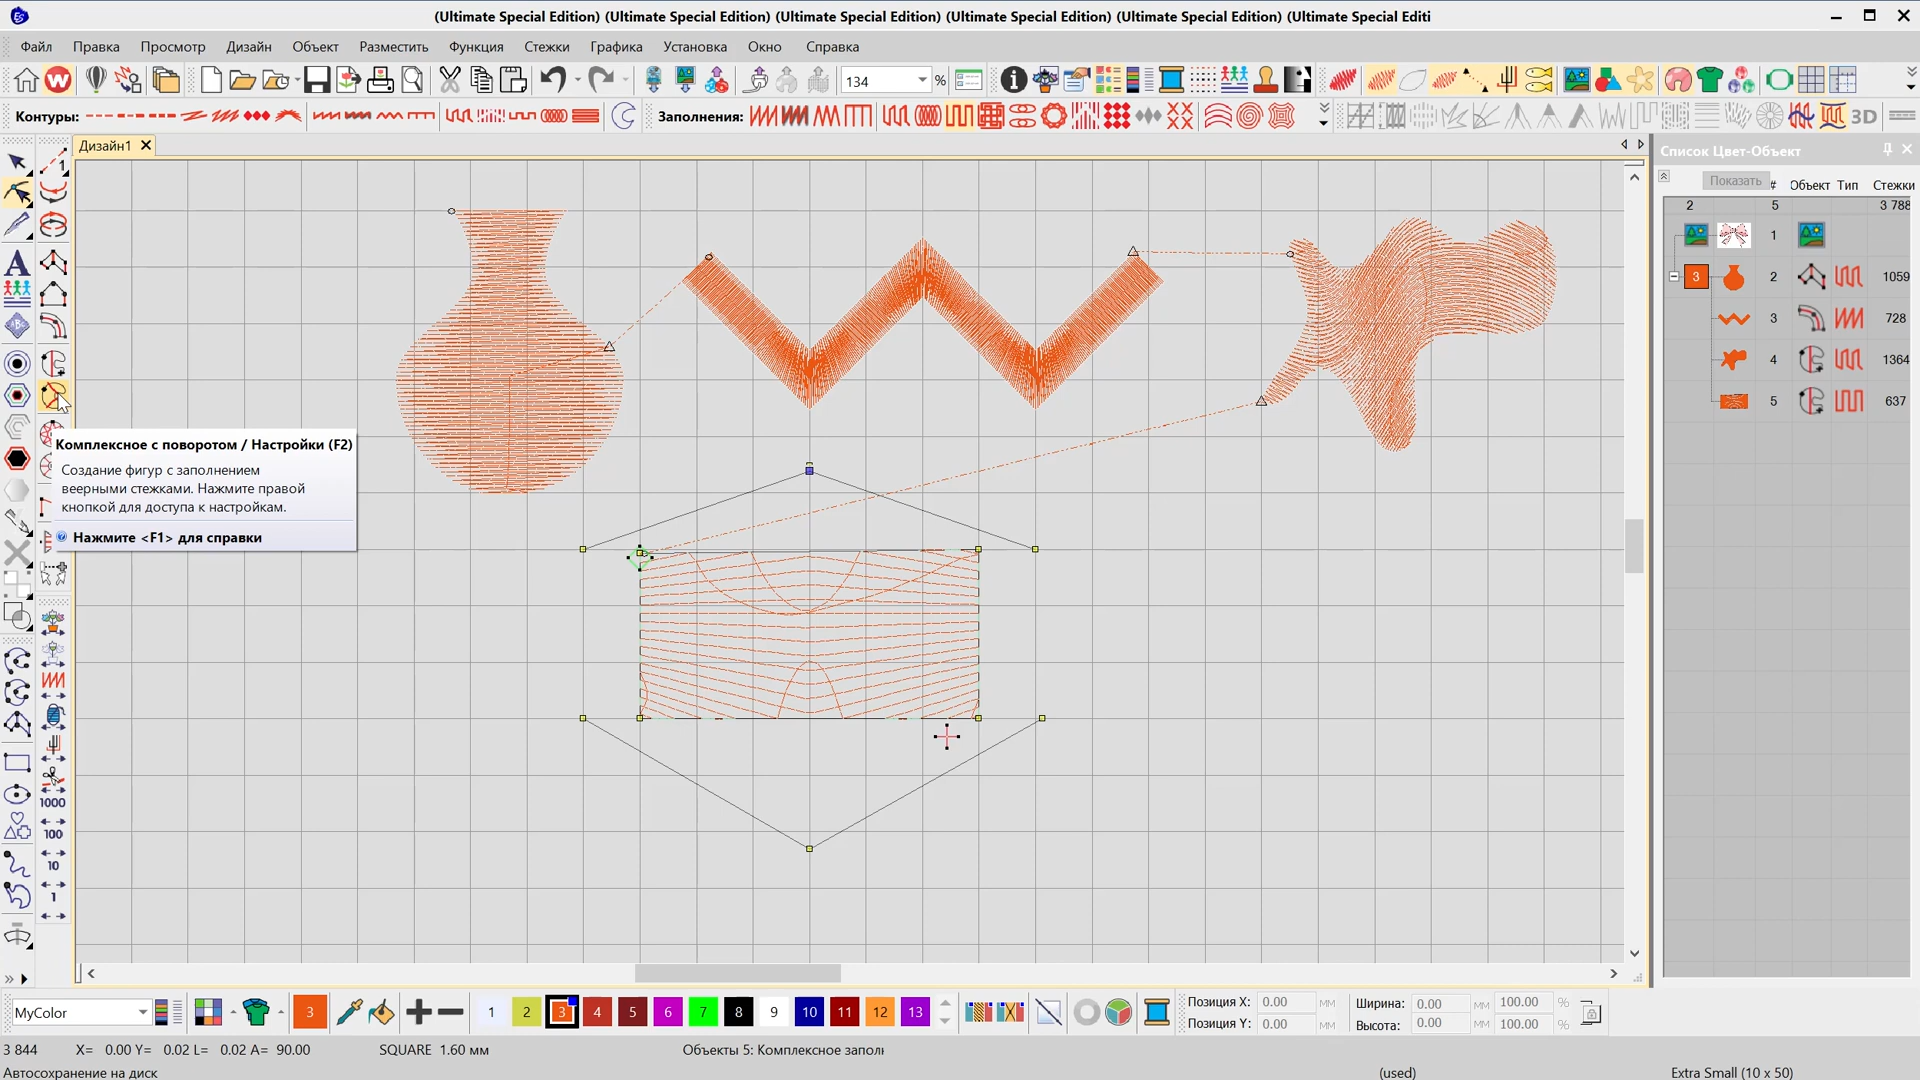 (Ultimate Special Edition) (Ultimate Special Edition) (Ultimate Special Edition) (Ultimate Special Edition) (Ultimate Special Edition) (Ultimate Special Editi
Файл Правка Просмотр Дизайн Объект Разместить Функция Стежки Графика Установка Окно Справка
134 %
Контуры: Заполнения: 3D
Дизайн1
Список Цвет-Объект
Показать # Объект Тип Стежки
2 5 3 788
1
3 2 1059
3 728
4 1364
5 637
Комплексное с поворотом / Настройки (F2)
Создание фигур с заполнением
веерными стежками. Нажмите правой
кнопкой для доступа к настройкам.
Нажмите <F1> для справки
1000
100
10
1
MyColor 3 1 2 3 4 5 6 7 8 9 10 11 12 13
Позиция X: 0.00 мм Ширина: 0.00 мм 100.00 %
Позиция Y: 0.00 мм Высота: 0.00 мм 100.00 %
3 844 X= 0.00 Y= 0.02 L= 0.02 A= 90.00 SQUARE 1.60 мм Объекты 5: Комплексное заполн
Автосохранение на диск (used) Extra Small (10 x 50)